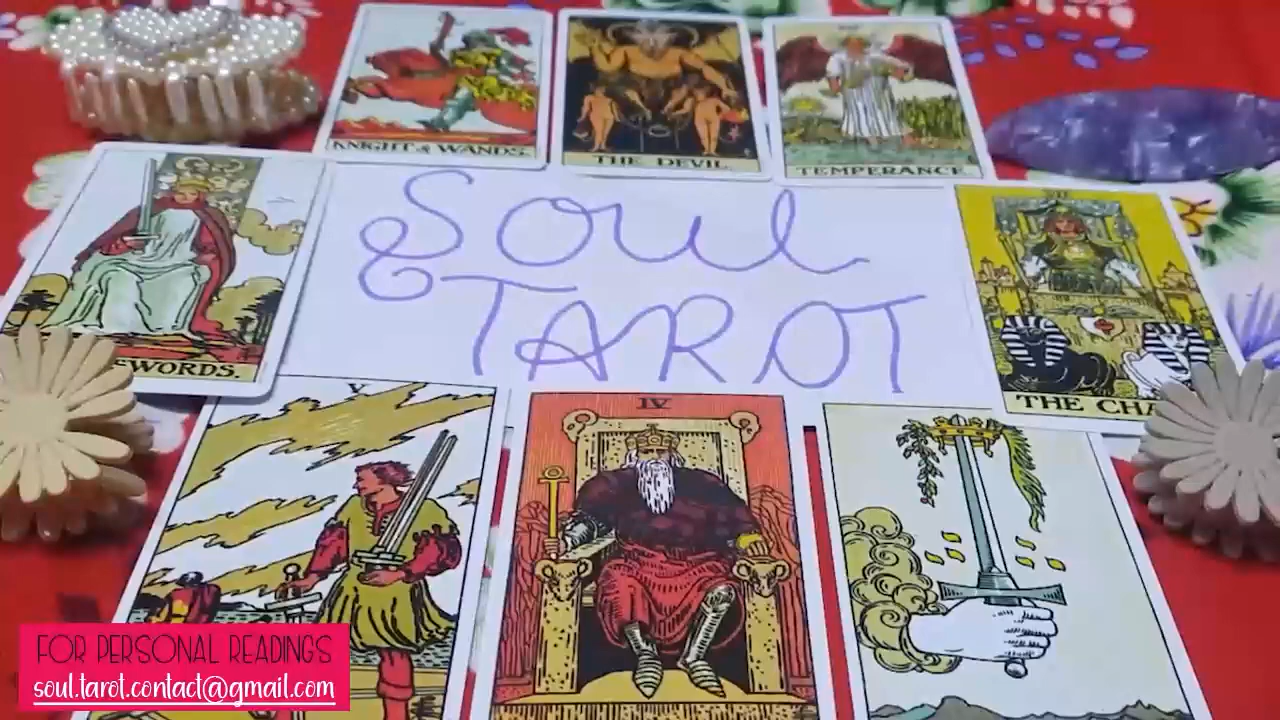 KNIGHT of WANDS.
THE DEVIL
TEMPERANCE.
SWORDS.
VII
THE CHA
Soul
TAROT
V
IV
FOR PERSONAL READINGS
soul.tarot.contact@gmail.com